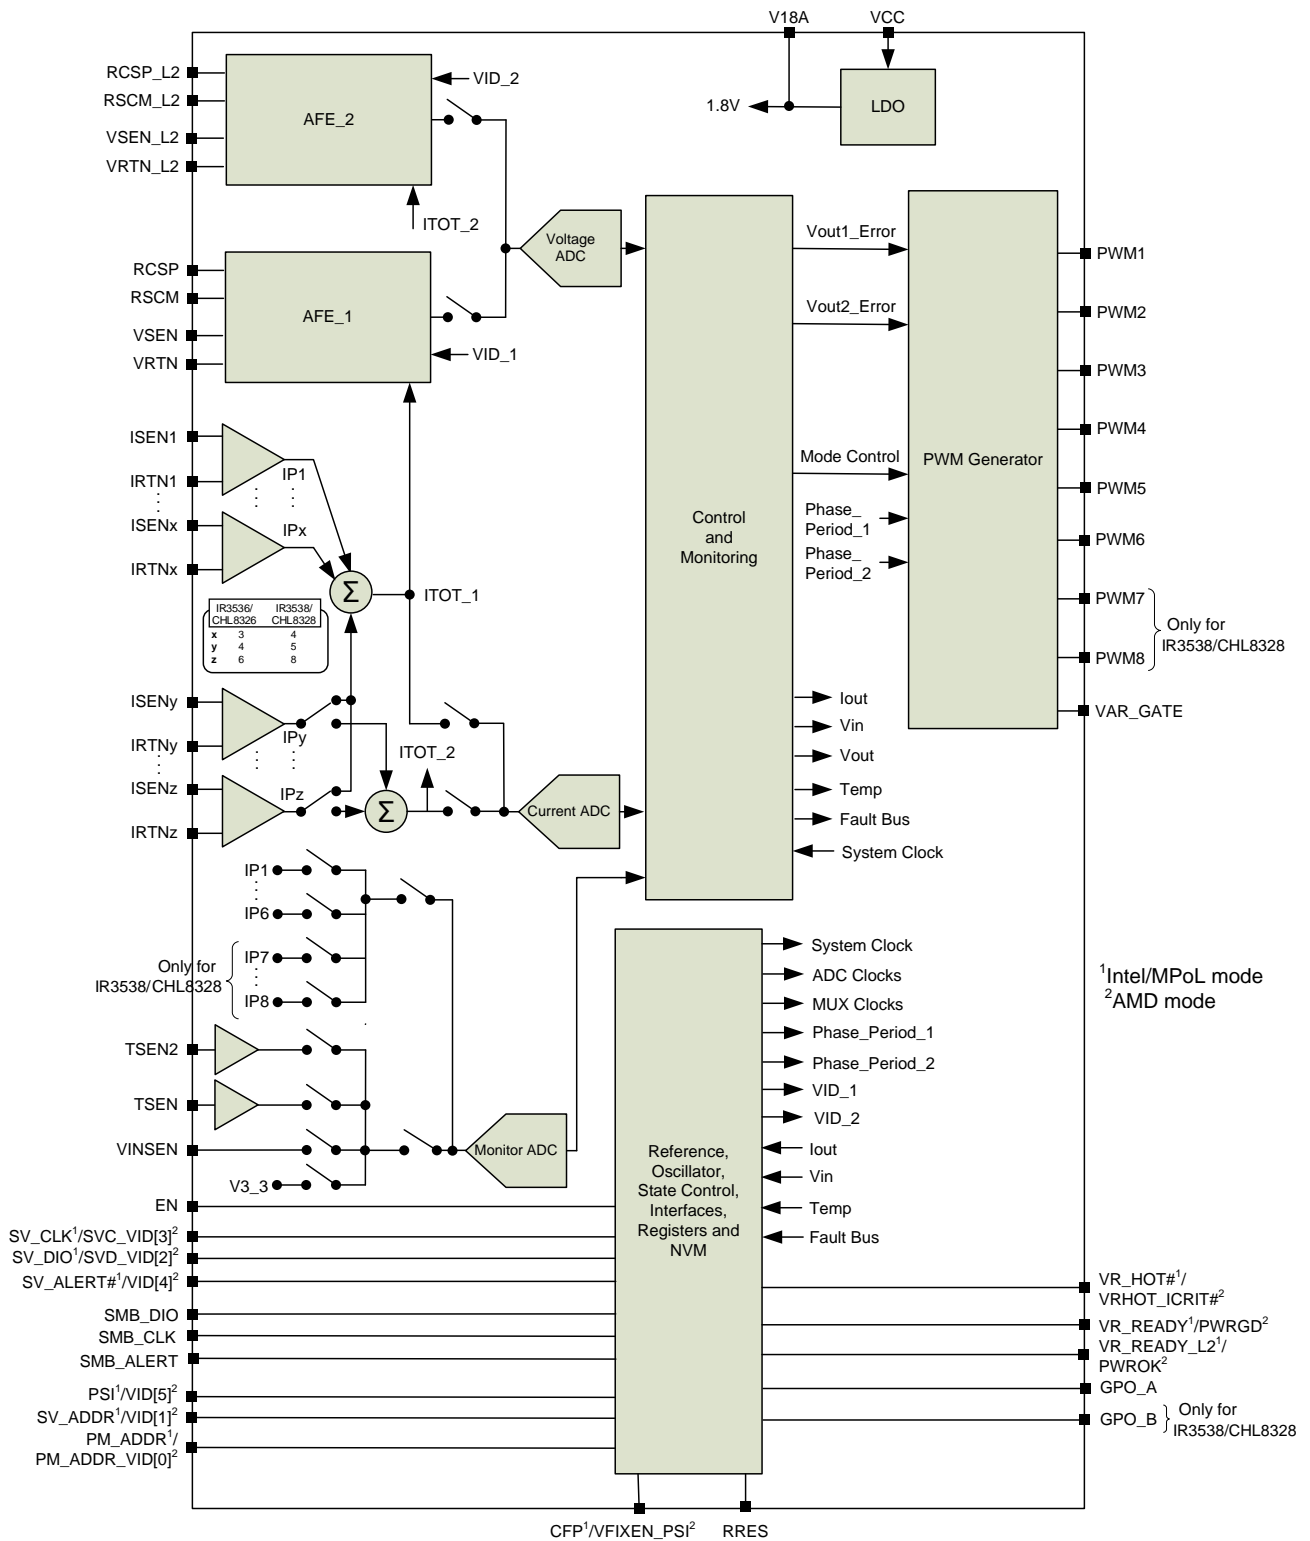 V18A
VCC
RCSP_L2
RSCM_L2
VSEN_L2
VRTN_L2
AFE_2
VID_2
ITOT_2
1.8V
LDO
RCSP
RSCM
VSEN
VRTN
AFE_1
VID_1
Voltage
ADC
Control
and
Monitoring
Vout1_Error
Vout2_Error
Mode Control
Phase_
Period_1
Phase_
Period_2
PWM Generator
PWM1
PWM2
PWM3
PWM4
PWM5
PWM6
PWM7
PWM8
Only for
IR3538/CHL8328
VAR_GATE
ISEN1
IRTN1
ISENx
IRTNx
IP1
IPx
Σ
ITOT_1
IR3536/ IR3538/
CHL8326 CHL8328
x 3 4
y 4 5
z 6 8
ISENy
IRTNy
ISENz
IRTNz
IPy
IPz
Σ
ITOT_2
Current ADC
Iout
Vin
Vout
Temp
Fault Bus
System Clock
IP1
IP6
IP7
IP8
Only for
IR3538/CHL8328
TSEN2
TSEN
VINSEN
V3_3
Monitor ADC
EN
SV_CLK¹/SVC_VID[3]²
SV_DIO¹/SVD_VID[2]²
SV_ALERT#¹/VID[4]²
SMB_DIO
SMB_CLK
SMB_ALERT
PSI¹/VID[5]²
SV_ADDR¹/VID[1]²
PM_ADDR¹/
PM_ADDR_VID[0]²
Reference,
Oscillator,
State Control,
Interfaces,
Registers and
NVM
System Clock
ADC Clocks
MUX Clocks
Phase_Period_1
Phase_Period_2
VID_1
VID_2
Iout
Vin
Temp
Fault Bus
¹Intel/MPoL mode
²AMD mode
VR_HOT#¹/
VRHOT_ICRIT#²
VR_READY¹/PWRGD²
VR_READY_L2¹/
PWROK²
GPO_A
GPO_B
Only for
IR3538/CHL8328
CFP¹/VFIXEN_PSI²
RRES